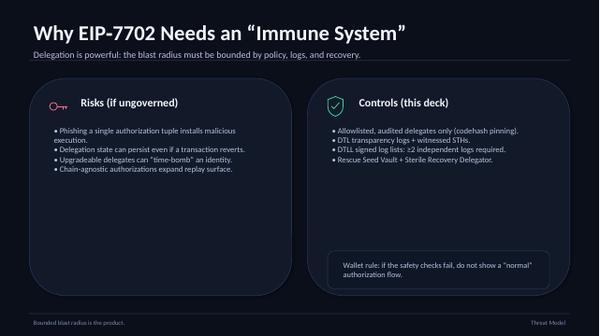 Why EIP-7702 Needs an “Immune System”
Delegation is powerful: the blast radius must be bounded by policy, logs, and recovery.
Risks (if ungoverned)
• Phishing a single authorization tuple installs malicious
execution.
• Delegation state can persist even if a transaction reverts.
• Upgradeable delegates can “time-bomb” an identity.
• Chain-agnostic authorizations expand replay surface.
Controls (this deck)
• Allowlisted, audited delegates only (codehash pinning).
• DTL transparency logs + witnessed STHs.
• DTLL signed log lists: ≥2 independent logs required.
• Rescue Seed Vault + Sterile Recovery Delegator.
Wallet rule: if the safety checks fail, do not show a “normal”
authorization flow.
Bounded blast radius is the product.
Threat Model